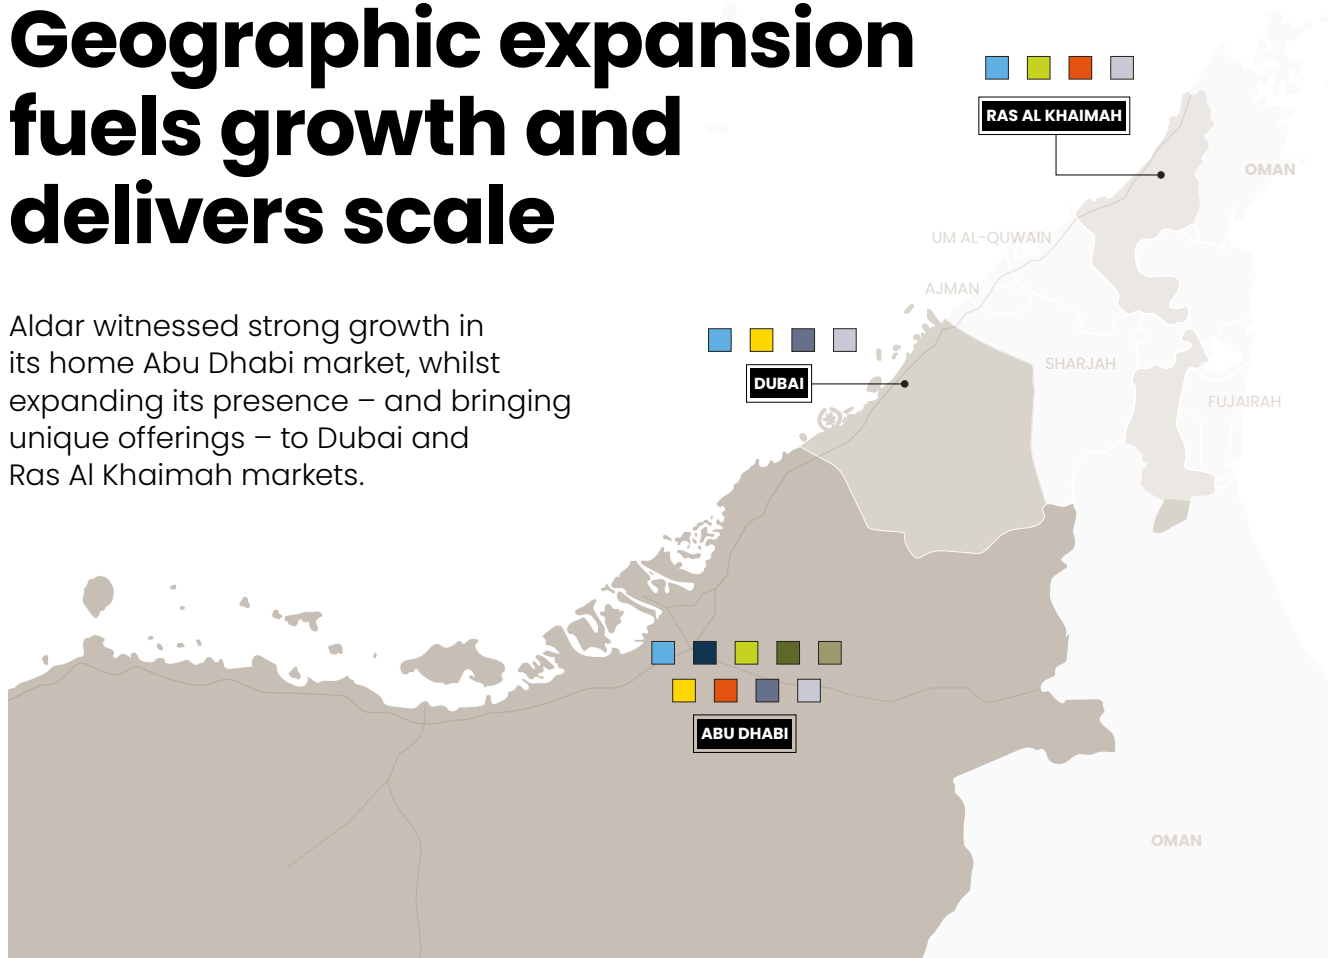 Geographic expansion
fuels growth and
delivers scale
Aldar witnessed strong growth in
its home Abu Dhabi market, whilst
expanding its presence – and bringing
unique offerings – to Dubai and
Ras Al Khaimah markets.
RAS AL KHAIMAH
OMAN
UM AL-QUWAIN
AJMAN
SHARJAH
DUBAI
FUJAIRAH
ABU DHABI
OMAN